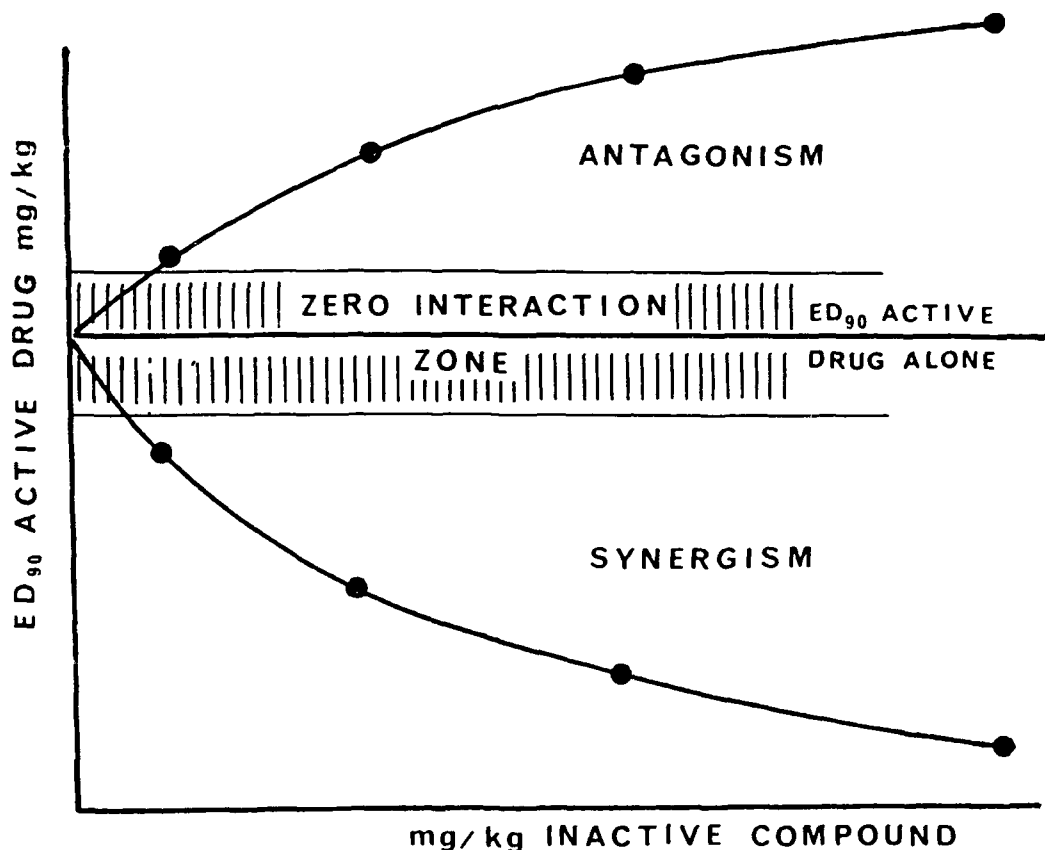 ED₉₀ ACTIVE DRUG mg/kg
ANTAGONISM
ZERO INTERACTION
ED₉₀ ACTIVE
ZONE
DRUG ALONE
SYNERGISM
mg/kg INACTIVE COMPOUND